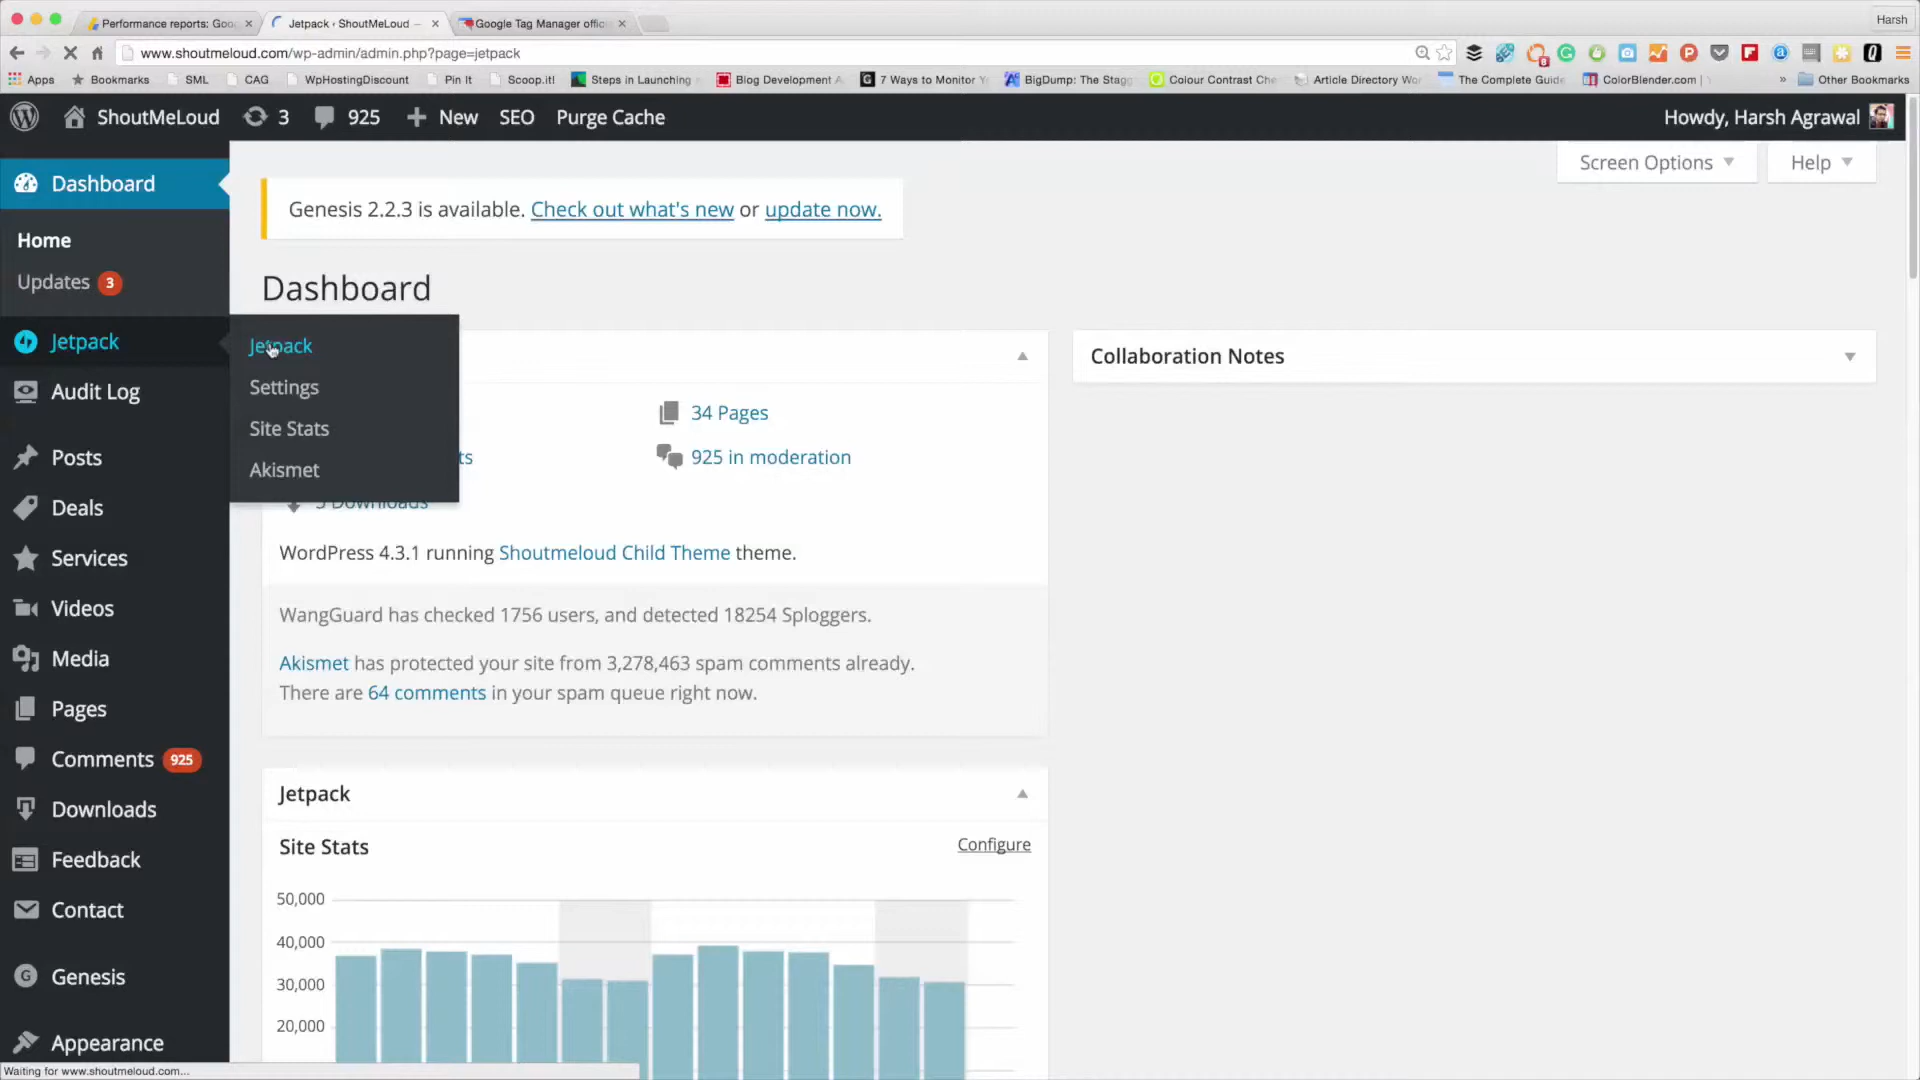 Performance reports: Goo
Jetpack ‹ ShoutMeLoud —
Google Tag Manager offic
Harsh
www.shoutmeloud.com/wp-admin/admin.php?page=jetpack
Apps
Bookmarks
SML
CAG
WpHostingDiscount
Pin It
Scoop.it!
Steps in Launching
Blog Development A
7 Ways to Monitor Y
BigDump: The Stagg
Colour Contrast Che
Article Directory Wor
The Complete Guide
ColorBlender.com |
»
Other Bookmarks
ShoutMeLoud
3
925
New
SEO
Purge Cache
Howdy, Harsh Agrawal
Screen Options
Help
Dashboard
Home
Updates 3
Jetpack
Audit Log
Posts
Deals
Services
Videos
Media
Pages
Comments 925
Downloads
Feedback
Contact
Genesis
Appearance
Jetpack
Settings
Site Stats
Akismet
Genesis 2.2.3 is available. Check out what's new or update now.
Dashboard
34 Pages
ts
925 in moderation
5 Downloads
WordPress 4.3.1 running Shoutmeloud Child Theme theme.
WangGuard has checked 1756 users, and detected 18254 Sploggers.
Akismet has protected your site from 3,278,463 spam comments already.
There are 64 comments in your spam queue right now.
Collaboration Notes
Jetpack
Site Stats
Configure
50,000
40,000
30,000
20,000
Waiting for www.shoutmeloud.com...